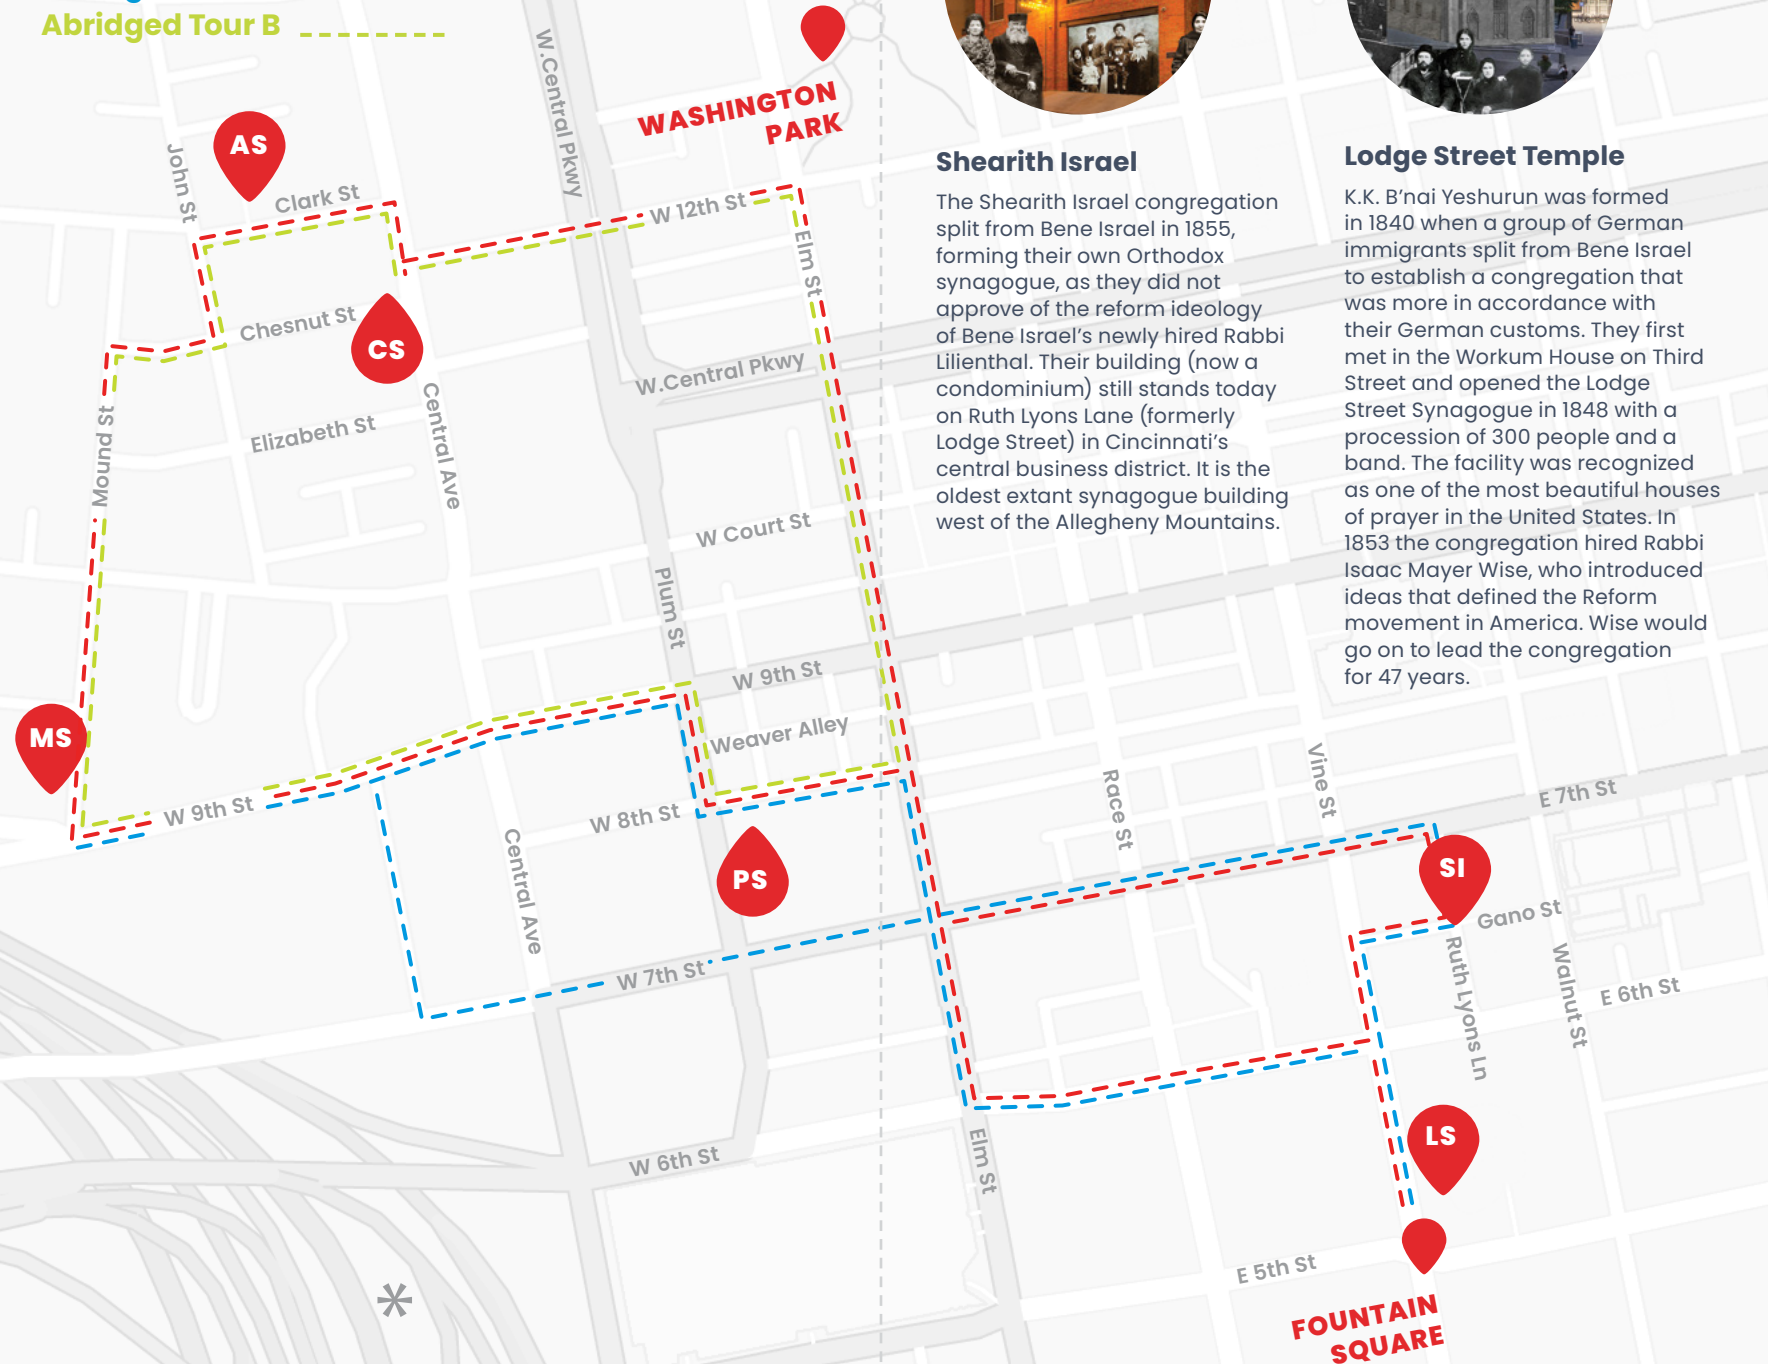 Abridged Tour B
WASHINGTON
PARK
AS
John St
Clark St
W.Central Pkwy
W 12th St
Elm St
Chesnut St
CS
W.Central Pkwy
Mound St
Elizabeth St
Central Ave
W Court St
Plum St
W 9th St
Weaver Alley
MS
W 9th St
W 8th St
Central Ave
PS
W 7th St
W 6th St
Elm St
Race St
Vine St
E 7th St
SI
Gano St
Ruth Lyons Ln
Walnut St
E 6th St
LS
E 5th St
FOUNTAIN
SQUARE
*
Shearith Israel
The Shearith Israel congregation
split from Bene Israel in 1855,
forming their own Orthodox
synagogue, as they did not
approve of the reform ideology
of Bene Israel’s newly hired Rabbi
Lilienthal. Their building (now a
condominium) still stands today
on Ruth Lyons Lane (formerly
Lodge Street) in Cincinnati’s
central business district. It is the
oldest extant synagogue building
west of the Allegheny Mountains.
Lodge Street Temple
K.K. B’nai Yeshurun was formed
in 1840 when a group of German
immigrants split from Bene Israel
to establish a congregation that
was more in accordance with
their German customs. They first
met in the Workum House on Third
Street and opened the Lodge
Street Synagogue in 1848 with a
procession of 300 people and a
band. The facility was recognized
as one of the most beautiful houses
of prayer in the United States. In
1853 the congregation hired Rabbi
Isaac Mayer Wise, who introduced
ideas that defined the Reform
movement in America. Wise would
go on to lead the congregation
for 47 years.